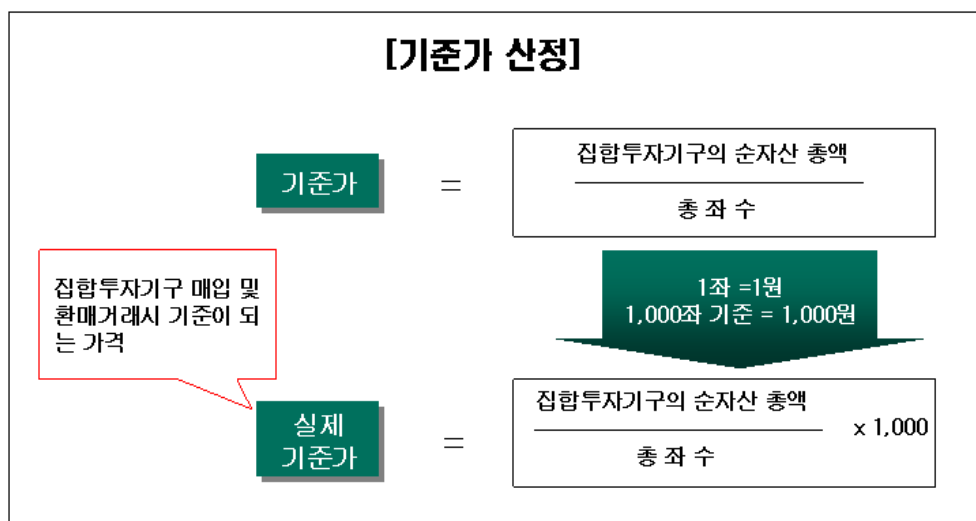 [기준가 산정]
기준가
=
집합투자기구의 순자산 총액
총 좌 수
집합투자기구 매입 및
환매거래시 기준이 되
는 가격
1좌 =1원
1,000좌 기준 = 1,000원
실제
기준가
=
집합투자기구의 순자산 총액
총 좌 수
x 1,000